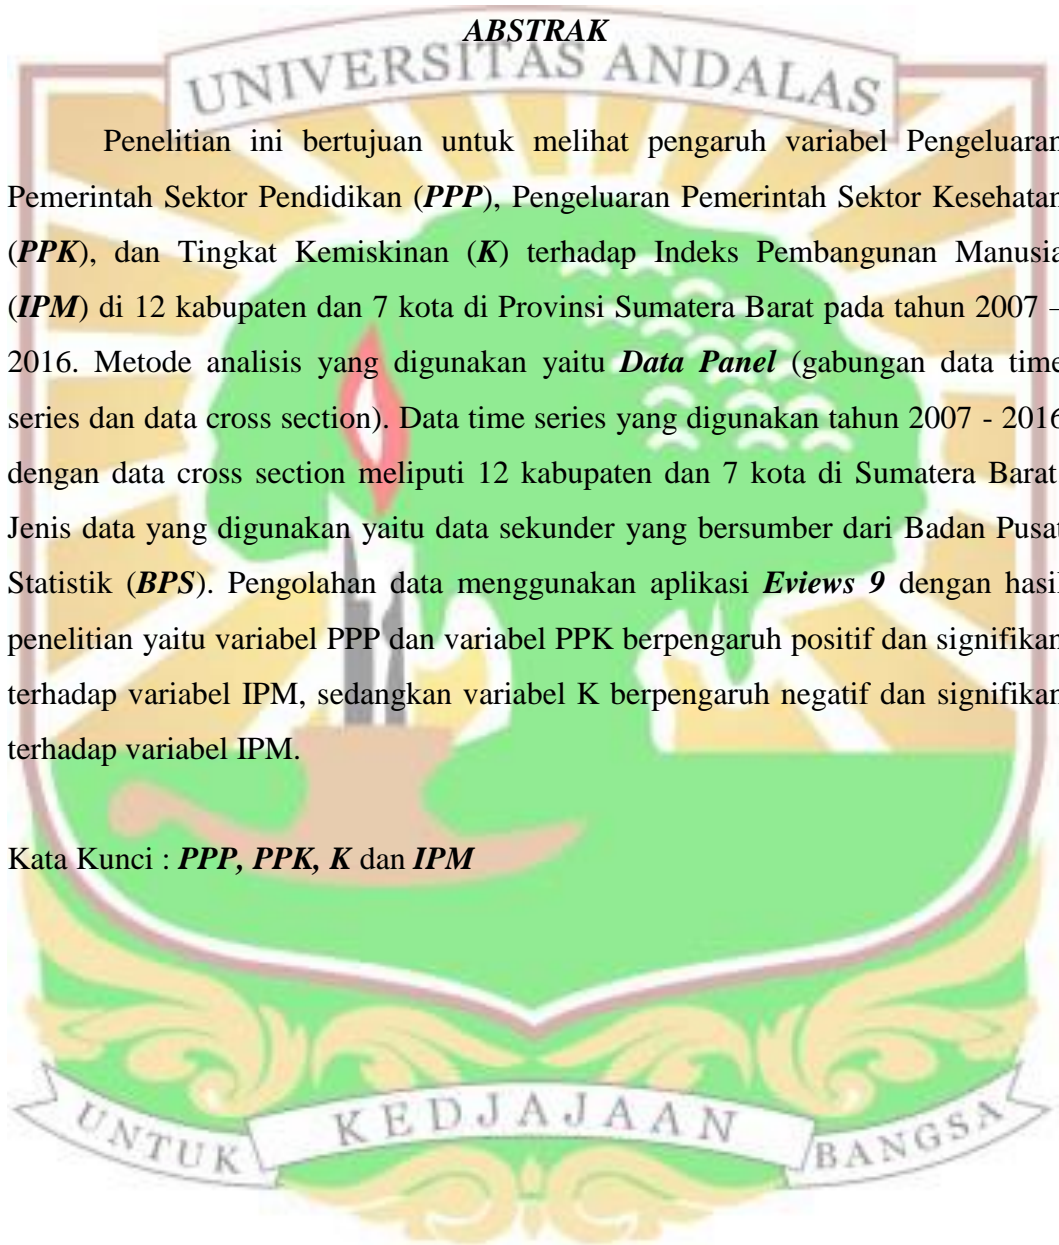 ABSTRAK
UNIVERSITAS ANDALAS
Penelitian ini bertujuan untuk melihat pengaruh variabel Pengeluaran
Pemerintah Sektor Pendidikan (PPP), Pengeluaran Pemerintah Sektor Kesehatan
(PPK), dan Tingkat Kemiskinan (K) terhadap Indeks Pembangunan Manusia
(IPM) di 12 kabupaten dan 7 kota di Provinsi Sumatera Barat pada tahun 2007 –
2016. Metode analisis yang digunakan yaitu Data Panel (gabungan data time
series dan data cross section). Data time series yang digunakan tahun 2007 - 2016
dengan data cross section meliputi 12 kabupaten dan 7 kota di Sumatera Barat
Jenis data yang digunakan yaitu data sekunder yang bersumber dari Badan Pusat
Statistik (BPS). Pengolahan data menggunakan aplikasi Eviews 9 dengan hasil
penelitian yaitu variabel PPP dan variabel PPK berpengaruh positif dan signifikan
terhadap variabel IPM, sedangkan variabel K berpengaruh negatif dan signifikan
terhadap variabel IPM.
Kata Kunci : PPP, PPK, K dan IPM
UNTUK KEDJAJAAN BANGSA